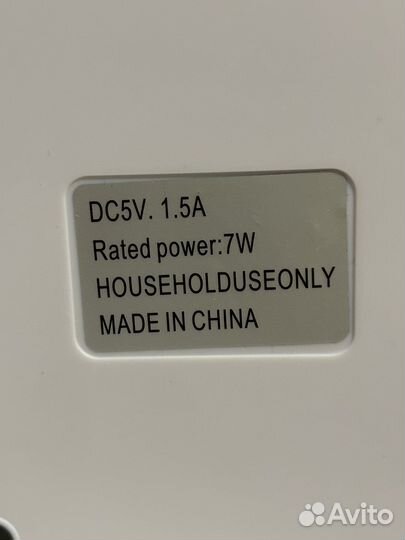 DC5V. 1.5A
Rated power:7W
HOUSEHOLDUSEONLY
MADE IN CHINA
Avito